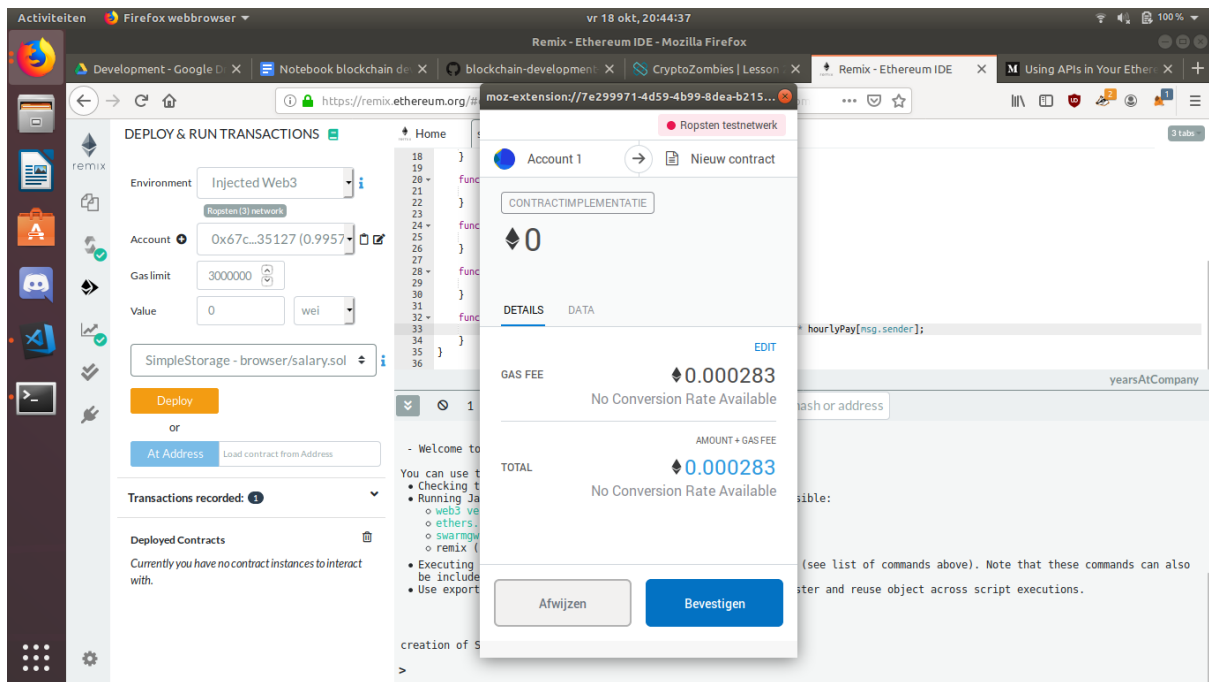 Activiteiten Firefox webbrowser vr 18 okt, 20:44:37 100 %
Remix - Ethereum IDE - Mozilla Firefox
Development - Google D Notebook blockchain de blockchain-development CryptoZombies | Lesson Remix - Ethereum IDE Using APIs in Your Ethere
https://remix.ethereum.org/#
moz-extension://7e299971-4d59-4b99-8dea-b215...
Ropsten testnetwerk
Account 1 Nieuw contract
CONTRACTIMPLEMENTATIE
0
DETAILS DATA
EDIT
GAS FEE 0.000283
No Conversion Rate Available
AMOUNT + GAS FEE
TOTAL 0.000283
No Conversion Rate Available
Afwijzen Bevestigen
remix
DEPLOY & RUN TRANSACTIONS
Environment Injected Web3
Ropsten (3) network
Account 0x67c...35127 (0.9957
Gas limit 3000000
Value 0 wei
SimpleStorage - browser/salary.sol
Deploy
or
At Address Load contract from Address
Transactions recorded: 1
Deployed Contracts
Currently you have no contract instances to interact
with.
Home
3 tabs
18 }
19
20 func
21
22 }
23
24 func
25
26 }
27
28 func
29
30 }
31
32 func
33 * hourlyPay[msg.sender];
34 }
35 }
36
yearsAtCompany
1 hash or address
- Welcome to
You can use t
• Checking t
• Running Ja sible:
web3 ve
ethers.
swarmgw
remix (
• Executing (see list of commands above). Note that these commands can also
be include
• Use export ster and reuse object across script executions.
creation of S
>